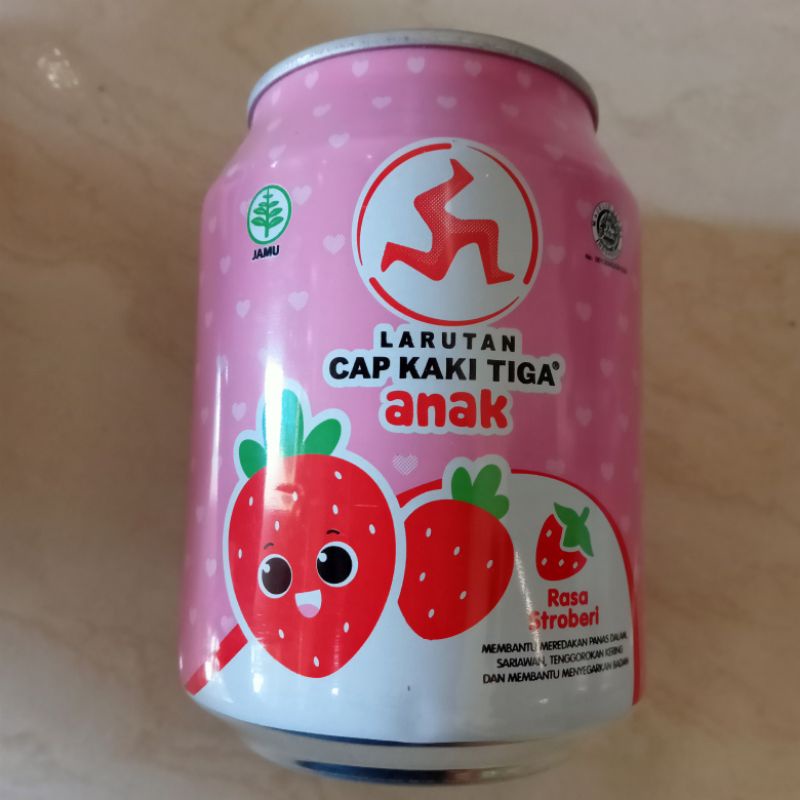 JAMU
LARUTAN
CAP KAKI TIGA®
anak
Rasa
Stroberi
MEMBANTU MEREDAKAN PANAS DALAM,
SARIAWAN, TENGGOROKAN KERING
DAN MEMBANTU MENYEGARKAN BADAN